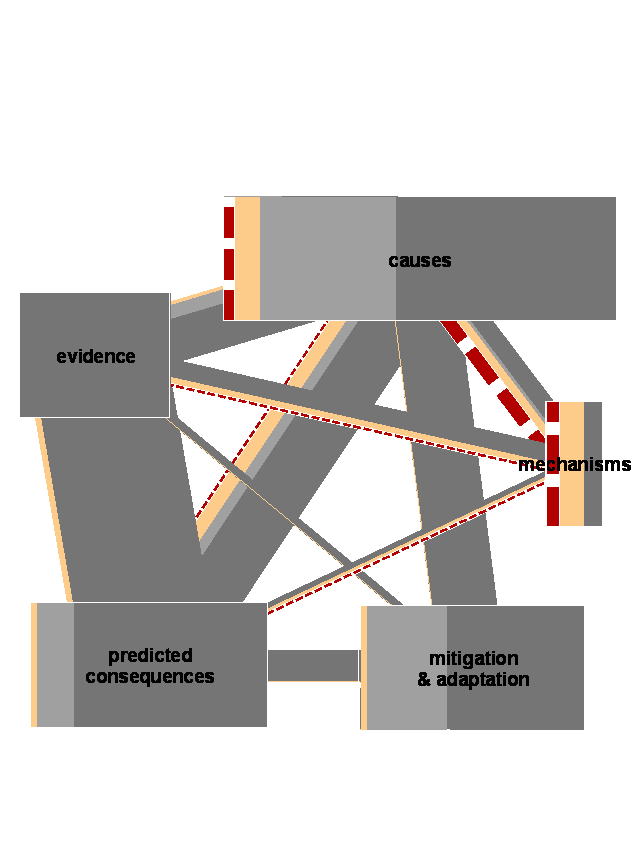 causes
evidence
mechanisms
predicted
consequences
mitigation
& adaptation